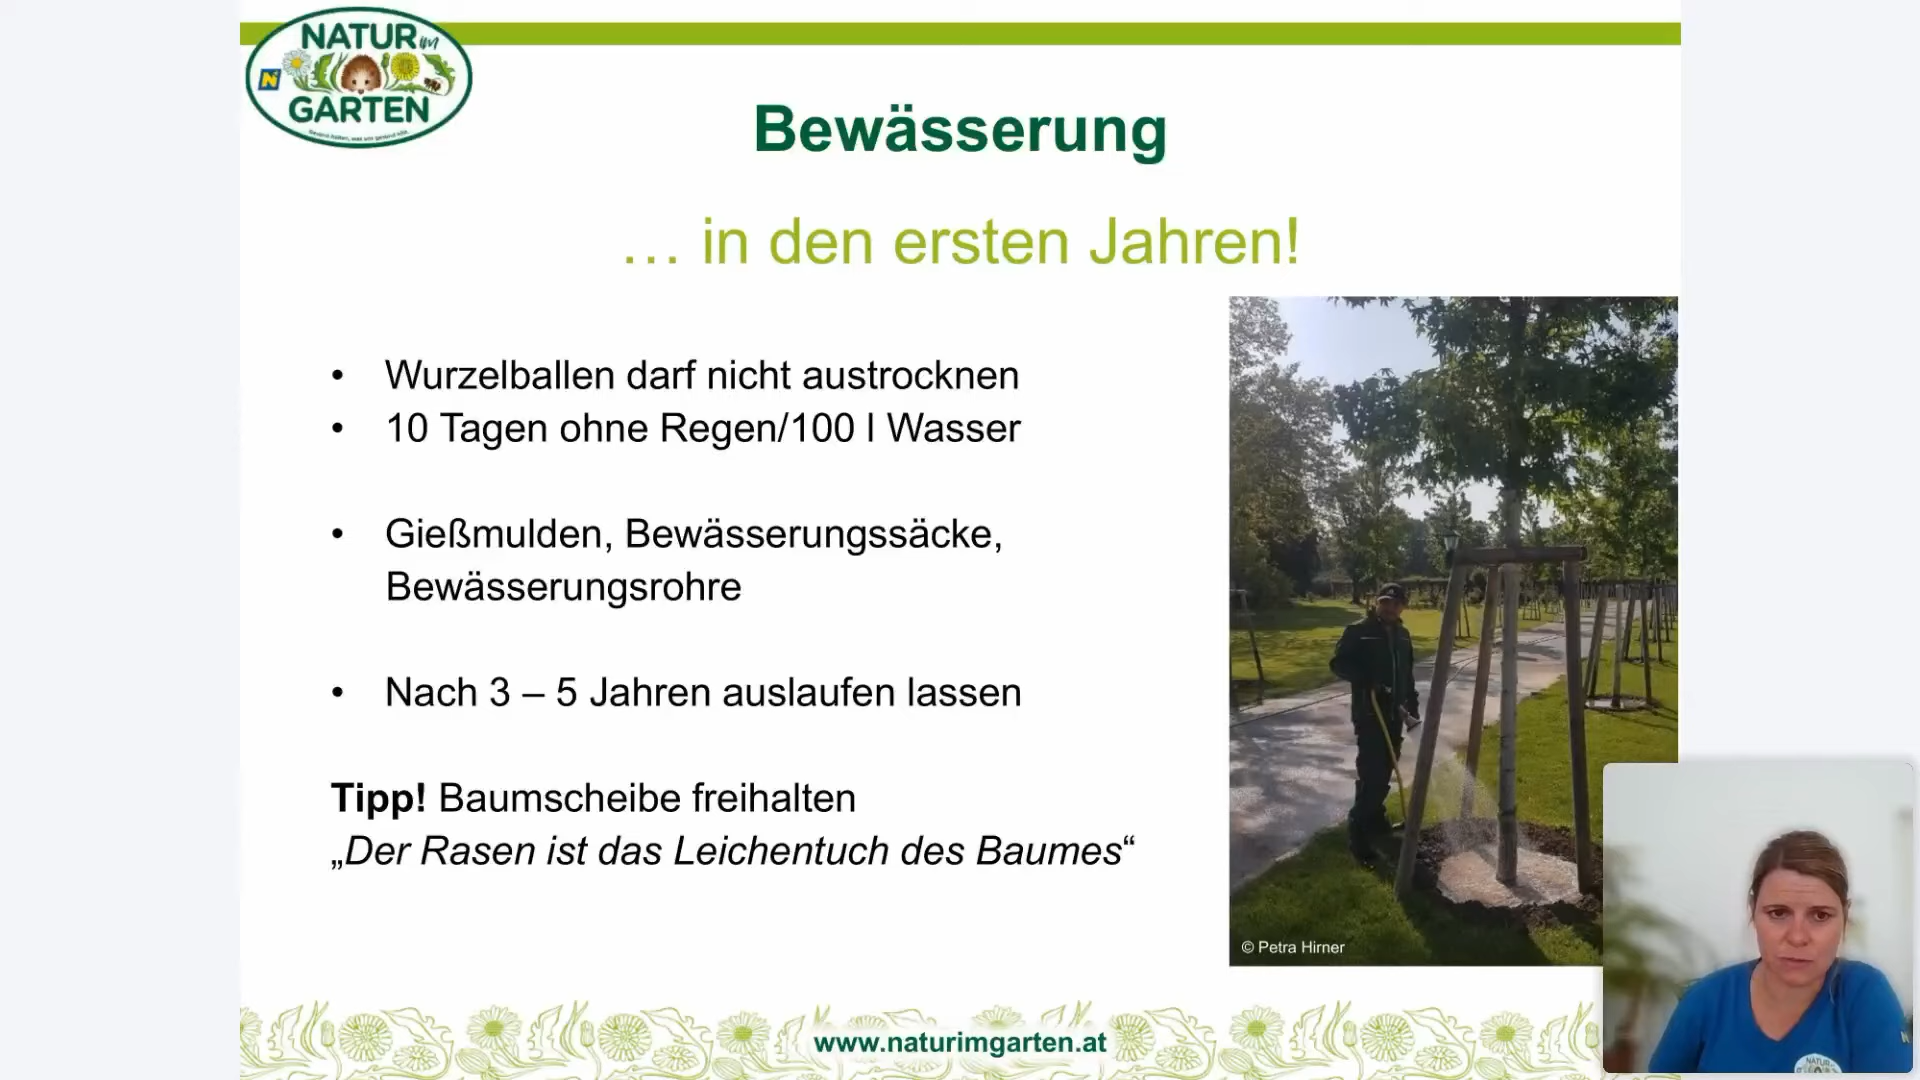 NATUR im
GARTEN
Bewässerung
… in den ersten Jahren!
• Wurzelballen darf nicht austrocknen
• 10 Tagen ohne Regen/100 l Wasser
• Gießmulden, Bewässerungssäcke,
Bewässerungsrohre
• Nach 3 – 5 Jahren auslaufen lassen
Tipp! Baumscheibe freihalten
„Der Rasen ist das Leichentuch des Baumes“
© Petra Hirner
www.naturimgarten.at
NATUR